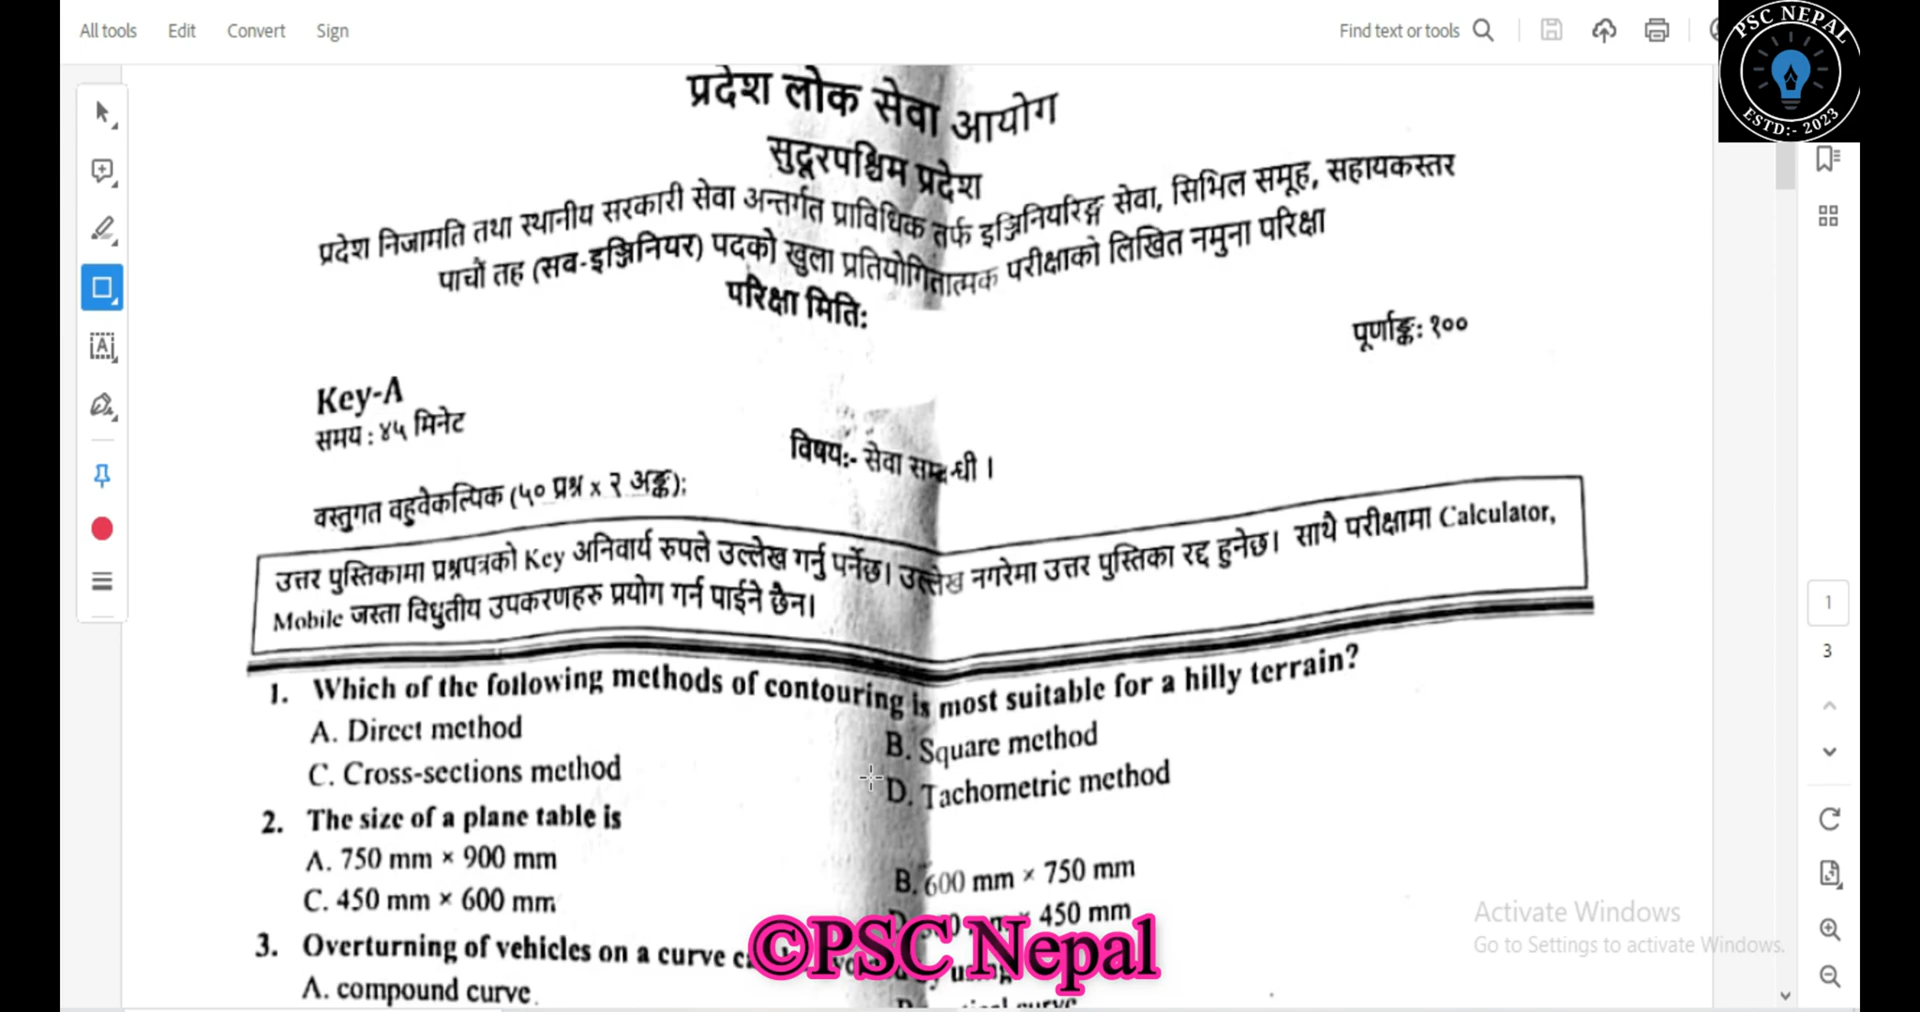 All tools Edit Convert Sign Find text or tools
PSC NEPAL
ESTD:- 2023
प्रदेश लोक सेवा आयोग
सुदूरपश्चिम प्रदेश
प्रदेश निजामति तथा स्थानीय सरकारी सेवा अन्तर्गत प्राविधिक तर्फ इञ्जिनियरिङ्ग सेवा, सिभिल समूह, सहायकस्तर
पाचौं तह (सव-इञ्जिनियर) पदको खुला प्रतियोगितात्मक परीक्षाको लिखित नमुना परिक्षा
परिक्षा मिति:
पूर्णाङ्क: १००
Key-A
समय : ४५ मिनेट
विषय:- सेवा सम्बन्धी ।
वस्तुगत वहुवेकल्पिक (५० प्रश्न x २ अङ्क);
उत्तर पुस्तिकामा प्रश्नपत्रको Key अनिवार्य रुपले उल्लेख गर्नु पर्नेछ। उल्लेख नगरेमा उत्तर पुस्तिका रद्द हुनेछ। साथै परीक्षामा Calculator,
Mobile जस्ता विधुतीय उपकरणहरु प्रयोग गर्न पाईने छैन।
1. Which of the following methods of contouring is most suitable for a hilly terrain?
A. Direct method B. Square method
C. Cross-sections method D. Tachometric method
2. The size of a plane table is
A. 750 mm × 900 mm B. 600 mm × 750 mm
C. 450 mm × 600 mm × 450 mm
3. Overturning of vehicles on a curve
A. compound curve curve
©PSC Nepal
1
3
Activate Windows
Go to Settings to activate Windows.